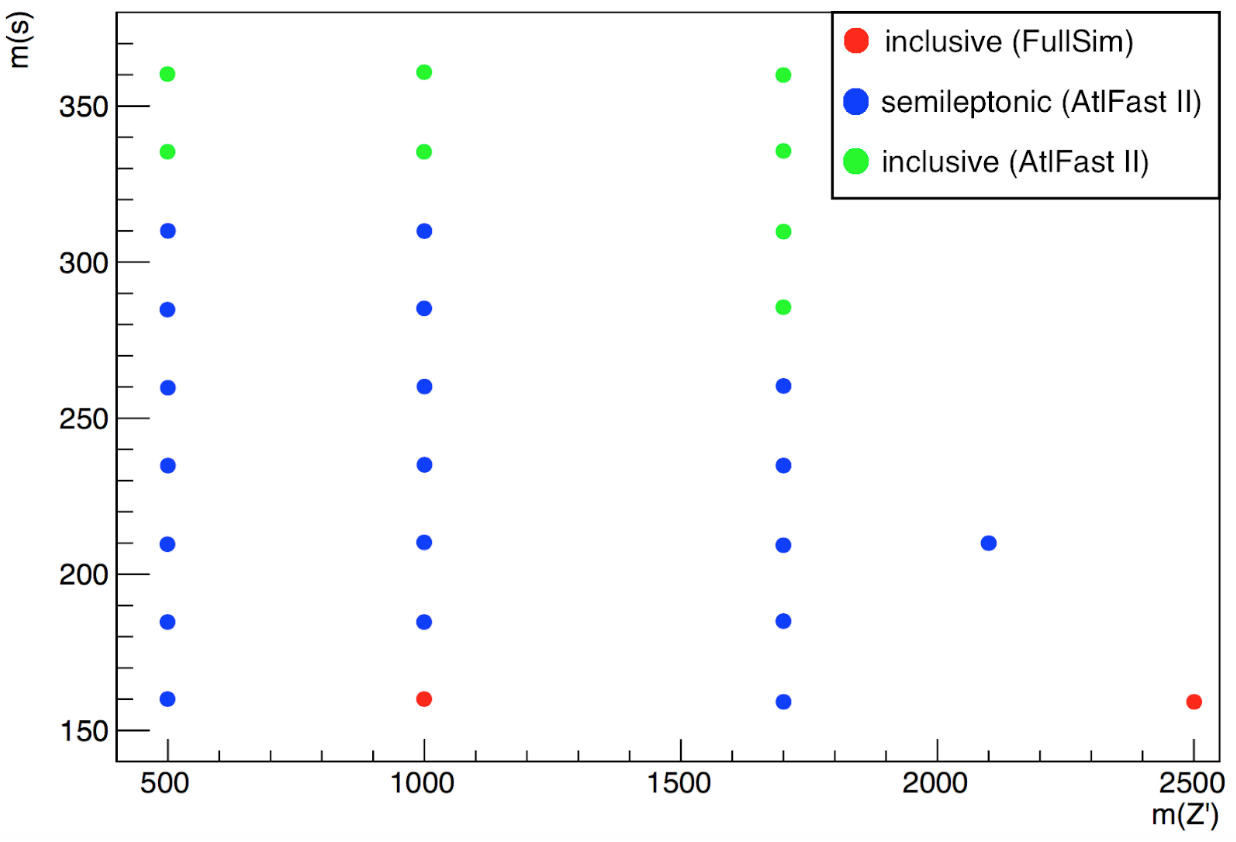 m(s)
inclusive (FullSim)
semileptonic (AtlFast II)
inclusive (AtlFast II)
350
300
250
200
150
500 1000 1500 2000 2500
m(Z')